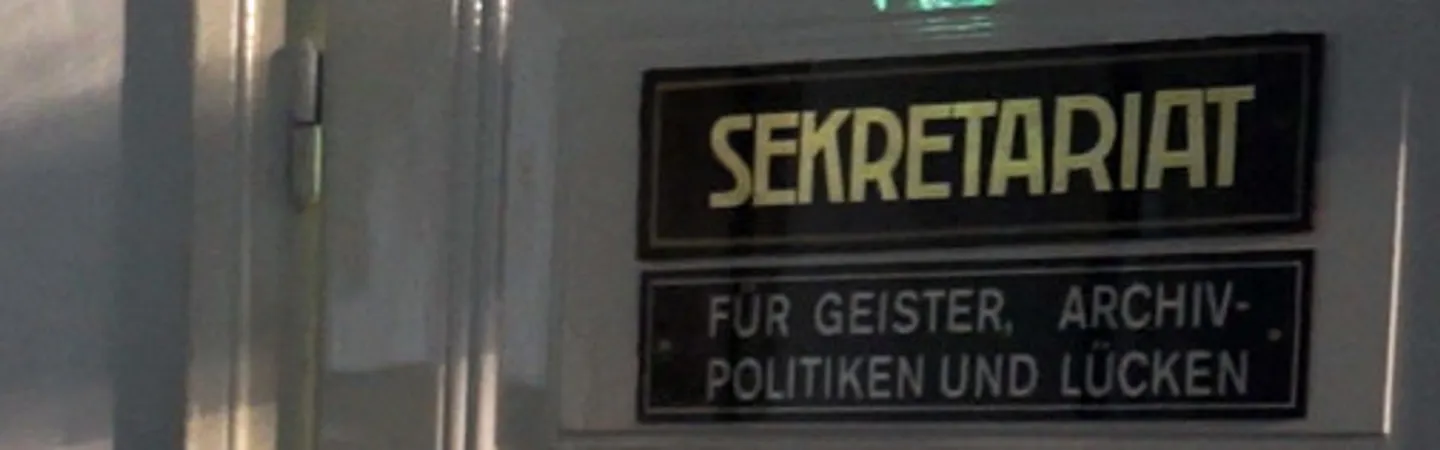 SEKRETARIAT
FÜR GEISTER, ARCHIV-
POLITIKEN UND LÜCKEN